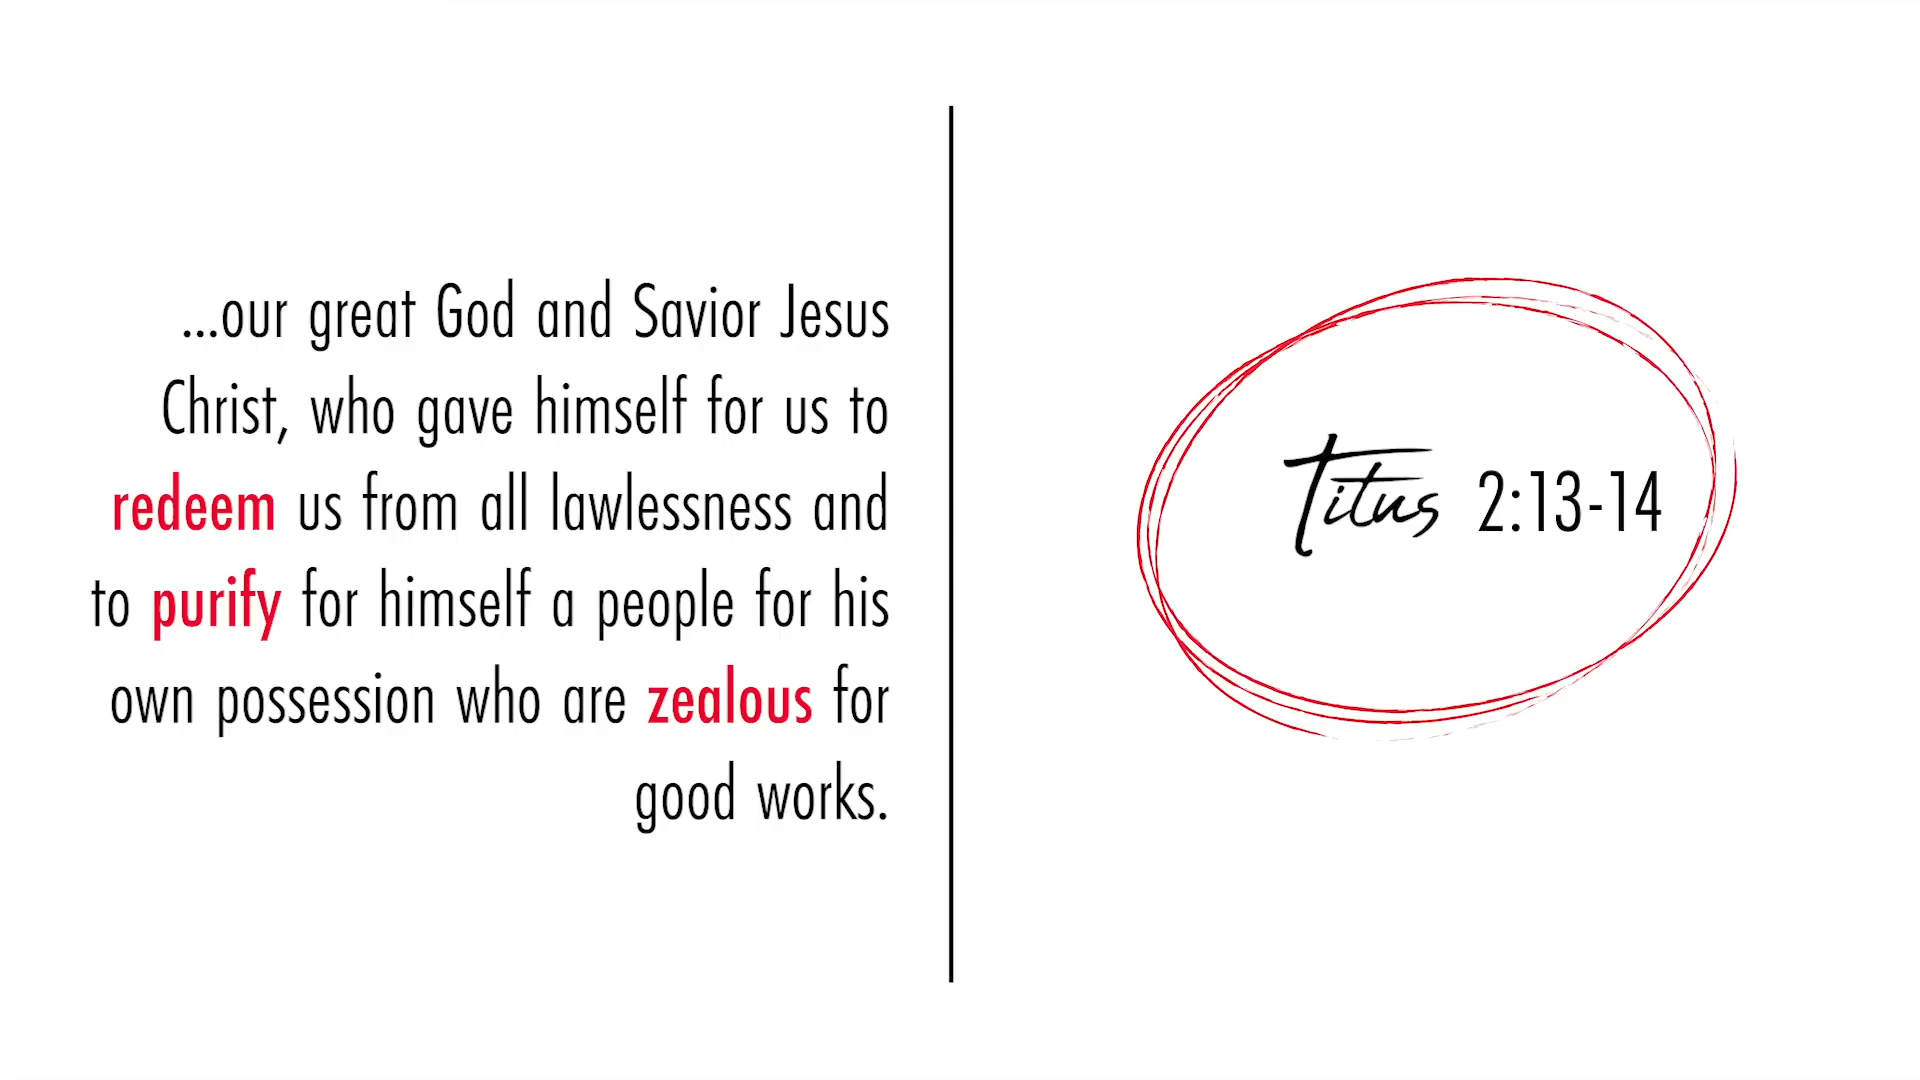 ...our great God and Savior Jesus
Christ, who gave himself for us to
redeem us from all lawlessness and
to purify for himself a people for his
own possession who are zealous for
good works.
Titus 2:13-14